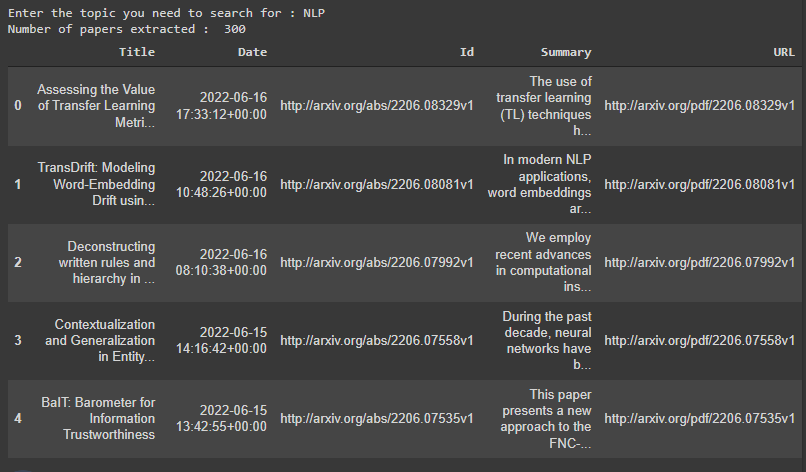 Enter the topic you need to search for : NLP
Number of papers extracted :  300
Title Date Id Summary URL
0 Assessing the Value of Transfer Learning Metri... 2022-06-16 17:33:12+00:00 http://arxiv.org/abs/2206.08329v1 The use of transfer learning (TL) techniques h... http://arxiv.org/pdf/2206.08329v1
1 TransDrift: Modeling Word-Embedding Drift usin... 2022-06-16 10:48:26+00:00 http://arxiv.org/abs/2206.08081v1 In modern NLP applications, word embeddings ar... http://arxiv.org/pdf/2206.08081v1
2 Deconstructing written rules and hierarchy in ... 2022-06-16 08:10:38+00:00 http://arxiv.org/abs/2206.07992v1 We employ recent advances in computational ins... http://arxiv.org/pdf/2206.07992v1
3 Contextualization and Generalization in Entity... 2022-06-15 14:16:42+00:00 http://arxiv.org/abs/2206.07558v1 During the past decade, neural networks have b... http://arxiv.org/pdf/2206.07558v1
4 BaIT: Barometer for Information Trustworthiness 2022-06-15 13:42:55+00:00 http://arxiv.org/abs/2206.07535v1 This paper presents a new approach to the FNC-... http://arxiv.org/pdf/2206.07535v1